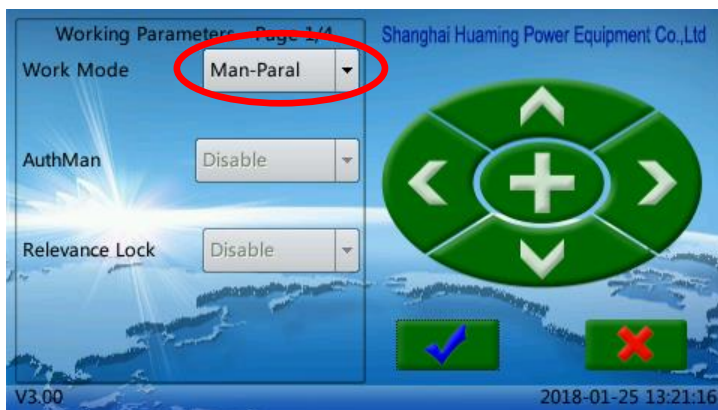 Working Parameters Page 1/4
Shanghai Huaming Power Equipment Co.,Ltd
Work Mode
Man-Paral
AuthMan
Disable
Relevance Lock
Disable
V3.00
2018-01-25 13:21:16